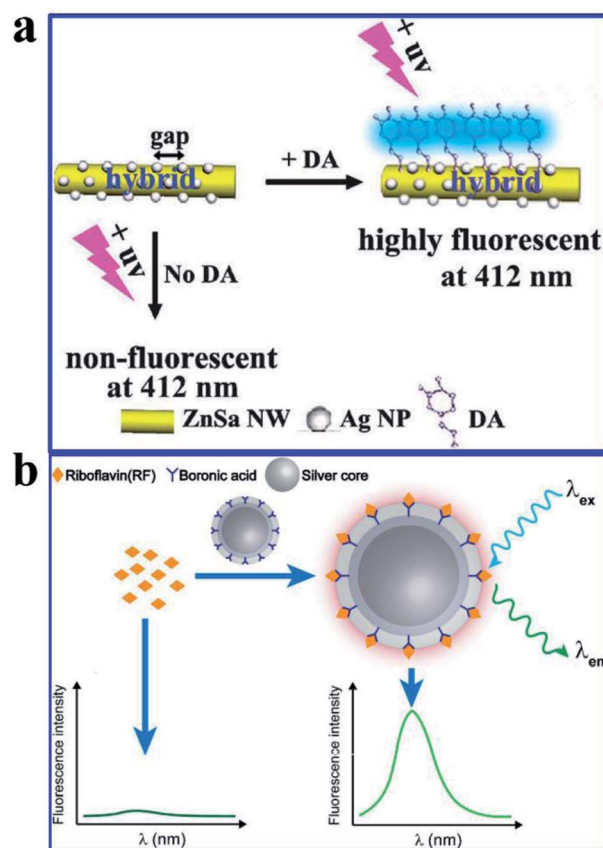 a
+ uv
gap
hybrid
+ DA
hybrid
+ uv
No DA
highly fluorescent
at 412 nm
non-fluorescent
at 412 nm
ZnSa NW
Ag NP
DA
b
Riboflavin(RF)
Boronic acid
Silver core
λex
λem
Fluorescence intensity
λ (nm)
Fluorescence intensity
λ (nm)